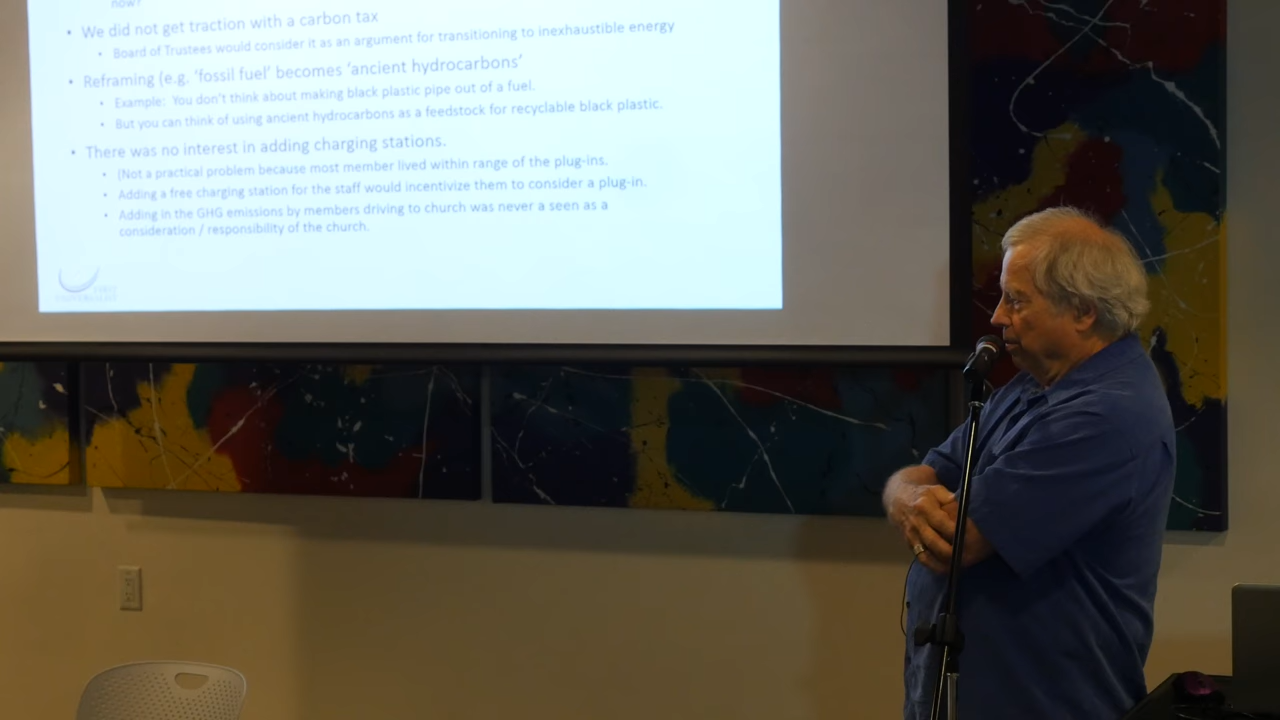 now?
• We did not get traction with a carbon tax
• Board of Trustees would consider it as an argument for transitioning to inexhaustible energy
• Reframing (e.g. 'fossil fuel' becomes 'ancient hydrocarbons'
• Example: You don't think about making black plastic pipe out of a fuel.
• But you can think of using ancient hydrocarbons as a feedstock for recyclable black plastic.
• There was no interest in adding charging stations.
• (Not a practical problem because most member lived within range of the plug-ins.
• Adding a free charging station for the staff would incentivize them to consider a plug-in.
• Adding in the GHG emissions by members driving to church was never a seen as a
consideration / responsibility of the church.